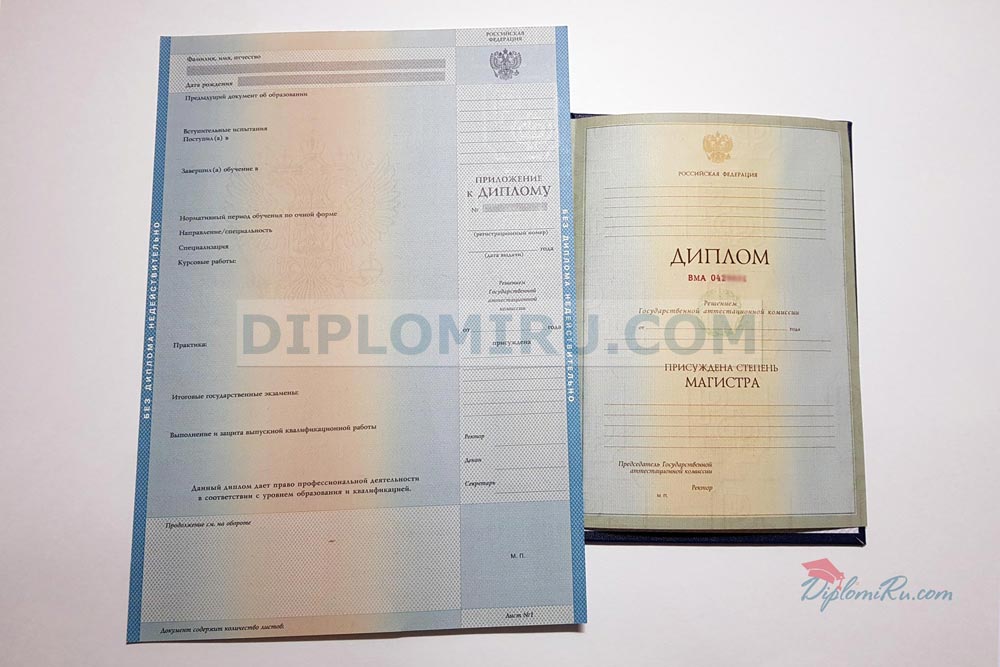 Фамилия, имя, отчество
Дата рождения
Предыдущий документ об образовании
Вступительные испытания
Поступил(а) в
Завершил(а) обучение в
Нормативный период обучения по очной форме
Направление/специальность
Специализация
Курсовые работы:
Практика:
Итоговые государственные экзамены:
Выполнение и защита выпускной квалификационной работы
Данный диплом дает право профессиональной деятельности
в соответствии с уровнем образования и квалификацией.
Продолжение см. на обороте
Документ содержит количество листов:
БЕЗ ДИПЛОМА НЕДЕЙСТВИТЕЛЬНО
РОССИЙСКАЯ
ФЕДЕРАЦИЯ
ПРИЛОЖЕНИЕ
к ДИПЛОМУ
№
(регистрационный номер)
года
(дата выдачи)
Решением
Государственной
аттестационной
комиссии
от года
присуждена
Ректор
Декан
Секретарь
М. П.
Лист №1
БЕЗ ДИПЛОМА НЕДЕЙСТВИТЕЛЬНО
РОССИЙСКАЯ ФЕДЕРАЦИЯ
ДИПЛОМ
ВМА 042
Решением
Государственной аттестационной комиссии
от года
ПРИСУЖДЕНА СТЕПЕНЬ
МАГИСТРА
Председатель Государственной
аттестационной комиссии
Ректор
М. П.
DIPLOMIRU.COM
DiplomiRu.com